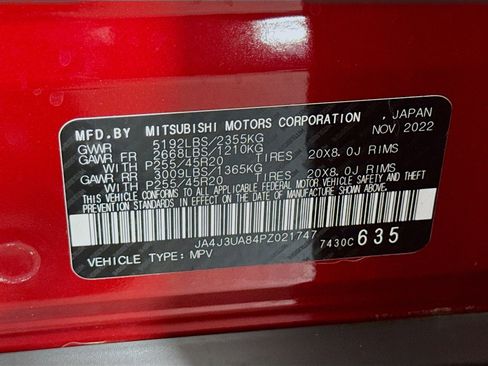 MFD.BY MITSUBISHI MOTORS CORPORATION , JAPAN
GVWR 5192LBS/2355KG NOV 2022
GAWR FR 2668LBS/1210KG
WITH P255/45R20 TIRES 20X8.0J RIMS
GAWR RR 3009LBS/1365KG
WITH P255/45R20 TIRES 20X8.0J RIMS
THIS VEHICLE CONFORMS TO ALL APPLICABLE FEDERAL MOTOR VEHICLE SAFETY AND THEFT
PREVENTION STANDARDS IN EFFECT ON THE DATE OF MANUFACTURE SHOWN ABOVE.
JA4J3UA84PZ021747 7430C 635
VEHICLE TYPE: MPV